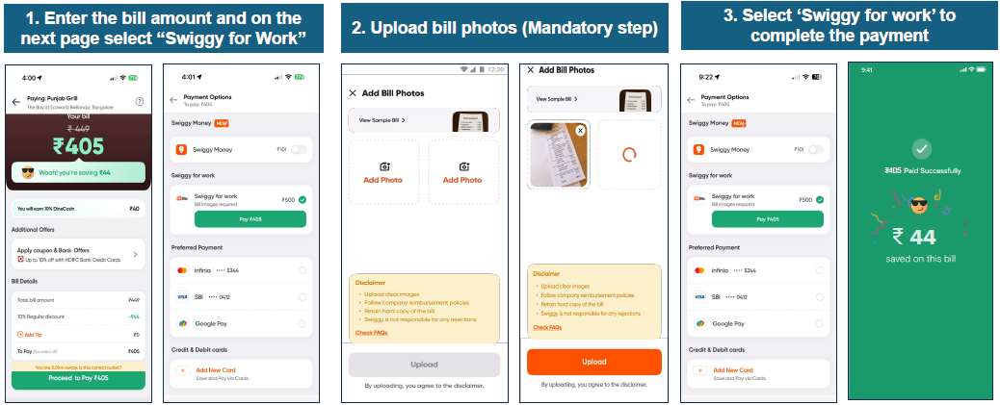 1. Enter the bill amount and on the
next page select “Swiggy for Work”
4:00
Paying: Punjab Grill
The Bay at Ecoworld Bellandur, Bangalore
Your bill
₹ 449
₹405
Woah! you're saving ₹44
You will earn 10% DineCash ₹40
Additional Offers
Apply coupon & Bank Offers
Up to 10% off with HDFC Bank Credit Cards
Bill Details
Total bill amount ₹449
10% Regular discount -₹44
Add Tip ₹0
To Pay (Rounded off) ₹405
You are 5.0km away, is this correct outlet?
Proceed to Pay ₹405
4:01
Payment Options
To pay: ₹405
Swiggy Money NEW
Swiggy Money ₹101
Swiggy for work
Swiggy for work ₹500
Bill images required
Pay ₹405
Preferred Payment
Infinia ···· 5344
VISA SBI ···· 0412
Google Pay
Credit & Debit cards
Add New Card
Save and Pay via Cards.
2. Upload bill photos (Mandatory step)
12:30
Add Bill Photos
View Sample Bill
Add Photo Add Photo
Disclaimer
• Upload clear images
• Follow company reimbursement policies
• Retain hard copy of the bill
• Swiggy is not responsible for any rejections
Check FAQs
Upload
By uploading, you agree to the disclaimer.
Add Bill Photos
View Sample Bill
Disclaimer
• Upload clear images
• Follow company reimbursement policies
• Retain hard copy of the bill
• Swiggy is not responsible for any rejections
Check FAQs
Upload
By uploading, you agree to the disclaimer.
3. Select ‘Swiggy for work’ to
complete the payment
9:22
Payment Options
To pay: ₹405
Swiggy Money NEW
Swiggy Money ₹101
Swiggy for work
Swiggy for work ₹500
Bill images required
Pay ₹405
Preferred Payment
Infinia ···· 5344
VISA SBI ···· 0412
Google Pay
Credit & Debit cards
Add New Card
Save and Pay via Cards.
9:41
₹405 Paid Successfully
₹ 44
saved on this bill